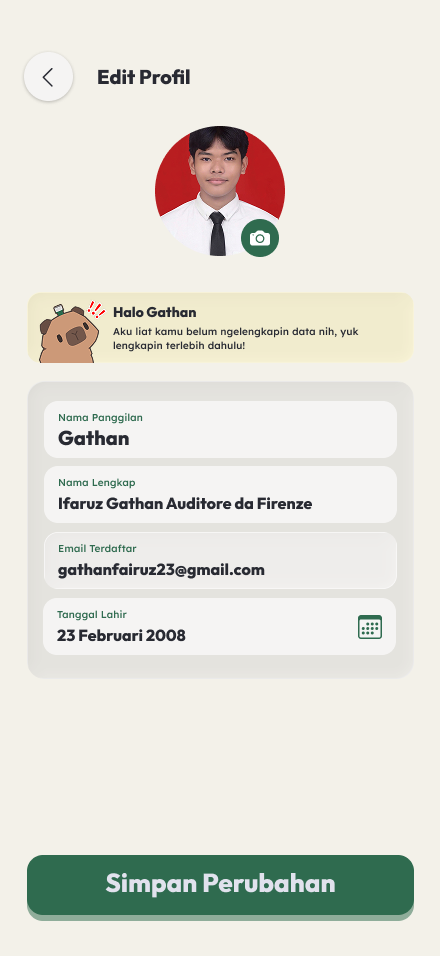 Edit Profil
Halo Gathan
Aku liat kamu belum ngelengkapin data nih, yuk
lengkapin terlebih dahulu!
Nama Panggilan
Gathan
Nama Lengkap
Ifaruz Gathan Auditore da Firenze
Email Terdaftar
gathanfairuz23@gmail.com
Tanggal Lahir
23 Februari 2008
Simpan Perubahan